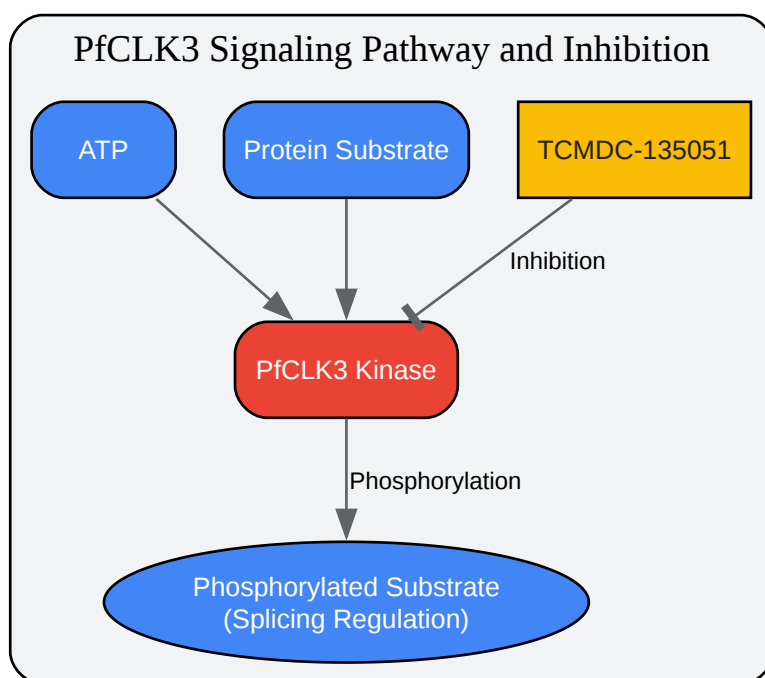 PfCLK3 Signaling Pathway and Inhibition
ATP
Protein Substrate
TCMDC-135051
Inhibition
PfCLK3 Kinase
Phosphorylation
Phosphorylated Substrate
(Splicing Regulation)